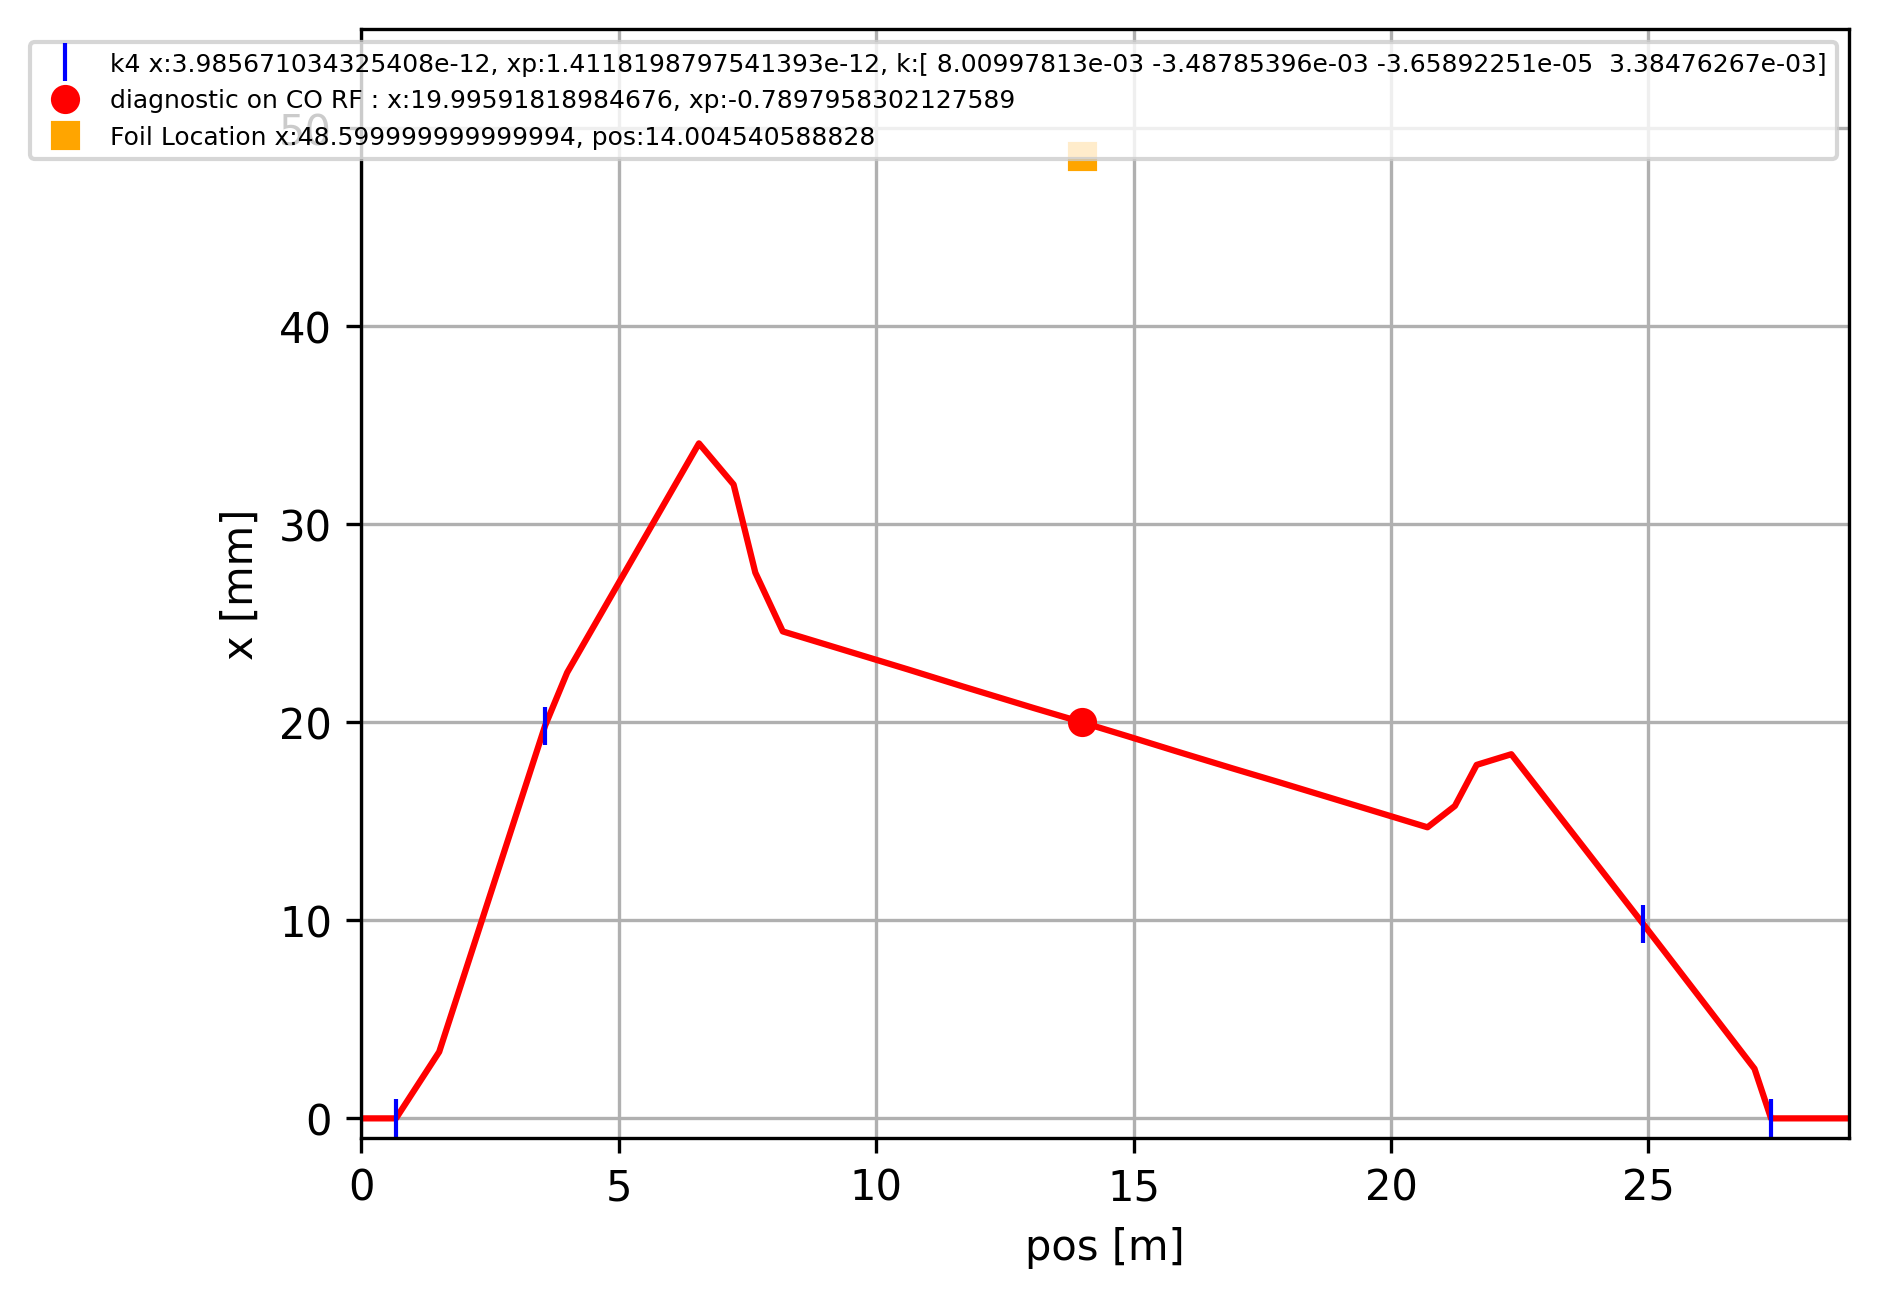 k4 x:3.985671034325408e-12, xp:1.4118198797541393e-12, k:[ 8.00997813e-03 -3.48785396e-03 -3.65892251e-05  3.38476267e-03]
diagnostic on CO RF : x:19.99591818984676, xp:-0.7897958302127589
Foil Location x:48.599999999999994, pos:14.004540588828
50
40
30
20
10
0
x [mm]
0 5 10 15 20 25
pos [m]